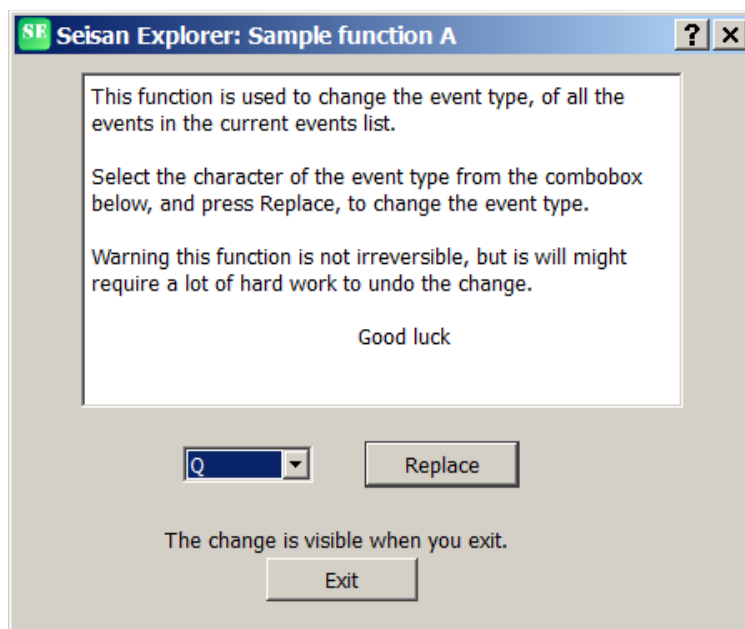 SE Seisan Explorer: Sample function A ? ×
This function is used to change the event type, of all the
events in the current events list.
Select the character of the event type from the combobox
below, and press Replace, to change the event type.
Warning this function is not irreversible, but is will might
require a lot of hard work to undo the change.
Good luck
Q Replace
The change is visible when you exit.
Exit